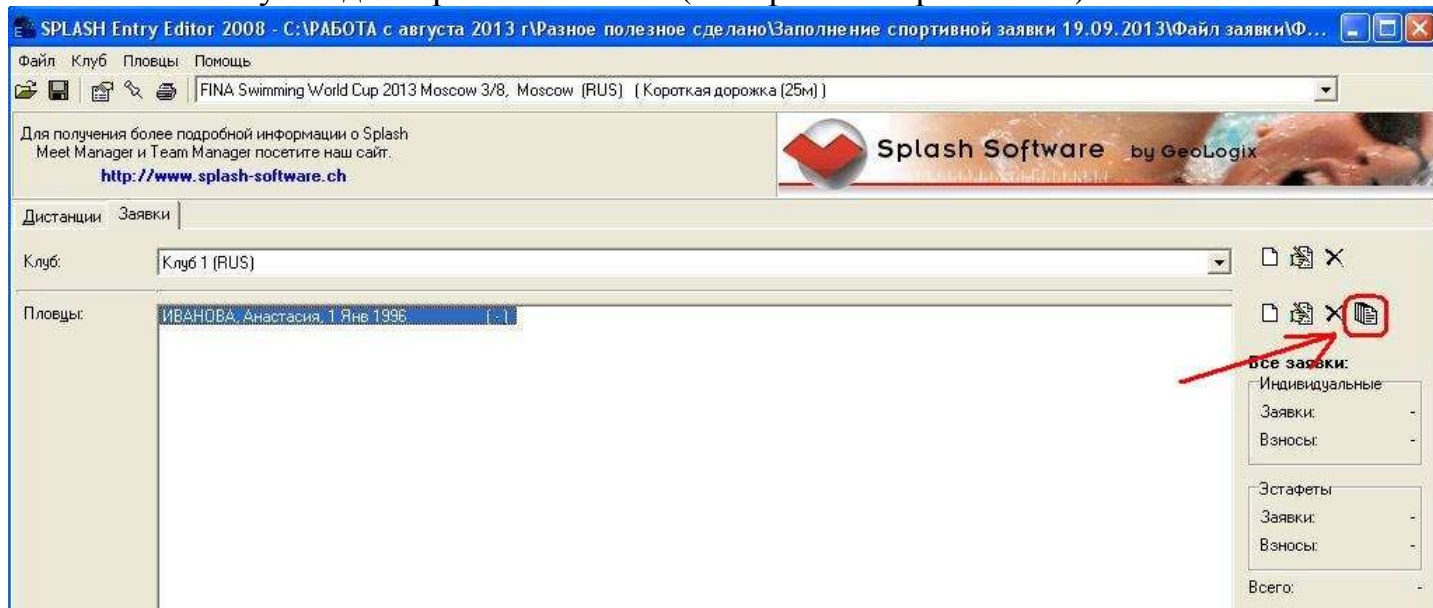 SPLASH Entry Editor 2008 - C:\РАБОТА с августа 2013 г\Разное полезное сделано\Заполнение спортивной заявки 19.09.2013\Файл заявки\Ф...
Файл Клуб Пловцы Помощь
FINA Swimming World Cup 2013 Moscow 3/8, Moscow (RUS) ( Короткая дорожка (25м) )
Для получения более подробной информации о Splash
Meet Manager и Team Manager посетите наш сайт.
http://www.splash-software.ch
Splash Software by GeoLogix
Дистанции Заявки
Клуб: Клуб 1 (RUS)
Пловцы: ИВАНОВА, Анастасия, 1 Янв 1996 ( - )
Все заявки:
Индивидуальные
Заявки: -
Взносы: -
Эстафеты
Заявки: -
Взносы: -
Всего: -